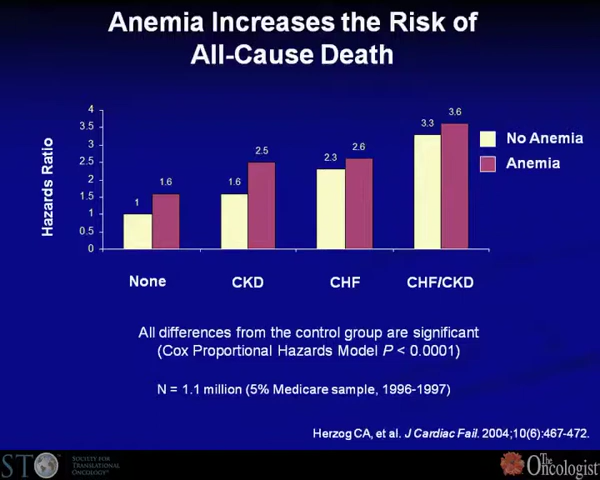 Anemia Increases the Risk of
All-Cause Death
Hazards Ratio
4
3.5
3
2.5
2
1.5
1
0.5
0
1
1.6
1.6
2.5
2.3
2.6
3.3
3.6
No Anemia
Anemia
None
CKD
CHF
CHF/CKD
All differences from the control group are significant
(Cox Proportional Hazards Model P < 0.0001)
N = 1.1 million (5% Medicare sample, 1996-1997)
Herzog CA, et al. J Cardiac Fail. 2004;10(6):467-472.
STO
SOCIETY FOR
TRANSLATIONAL
ONCOLOGY
The
Oncologist